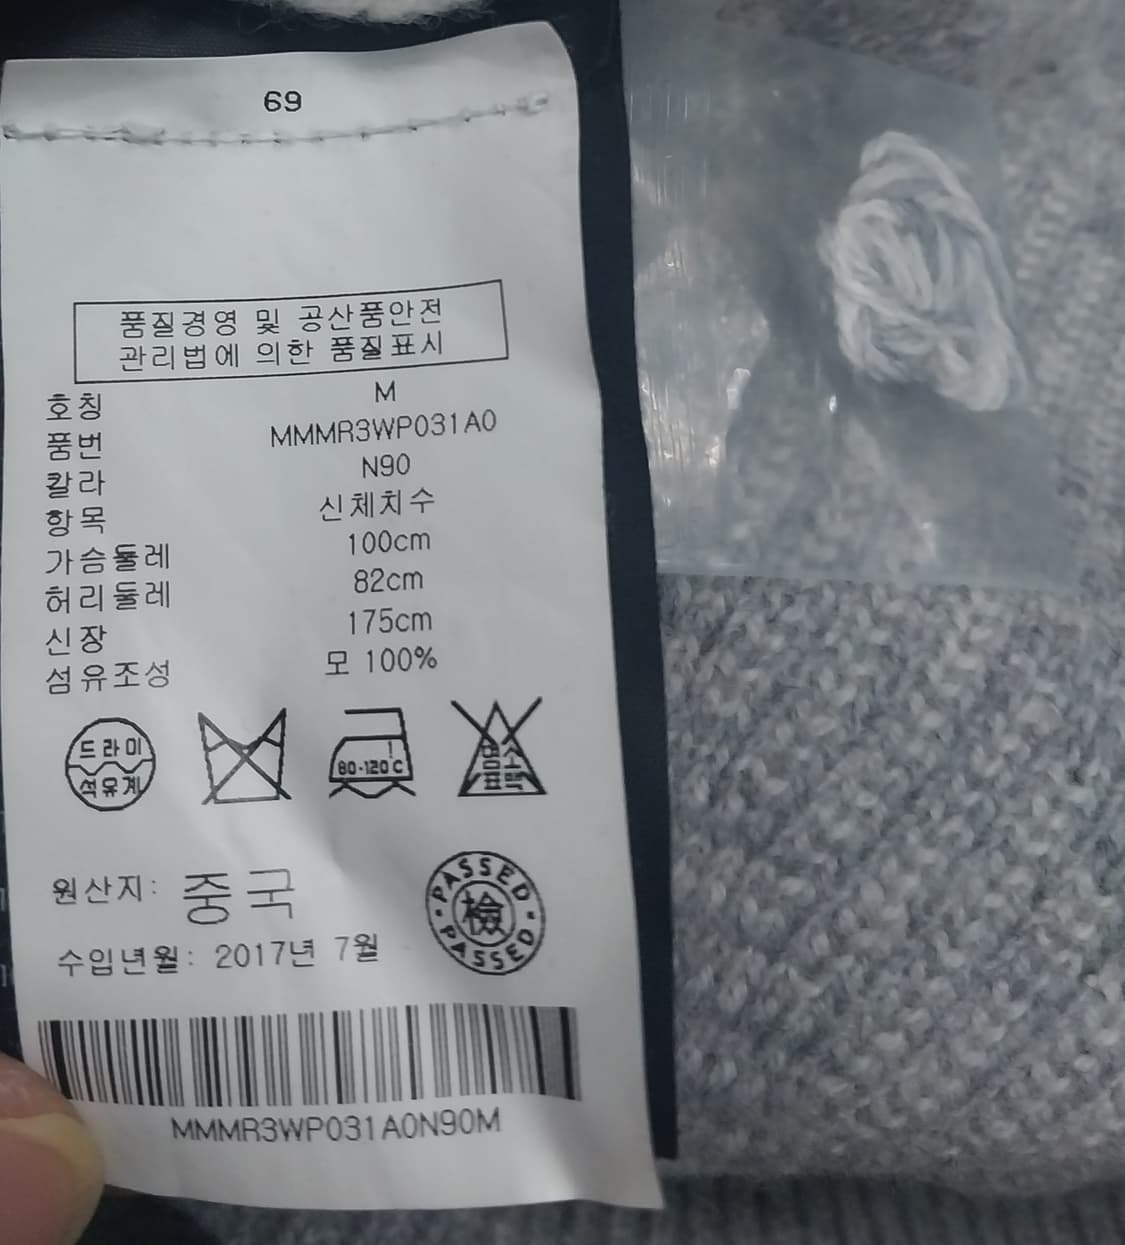 69
품질경영 및 공산품안전
관리법에 의한 품질표시
호칭 M
품번 MMMR3WP031A0
칼라 N90
항목 신체치수
가슴둘레 100cm
허리둘레 82cm
신장 175cm
섬유조성 모 100%
드라이
석유계
80-120℃
염소
표백
원산지: 중국
PASSED
檢
PASSED
수입년월: 2017년 7월
MMMR3WP031A0N90M